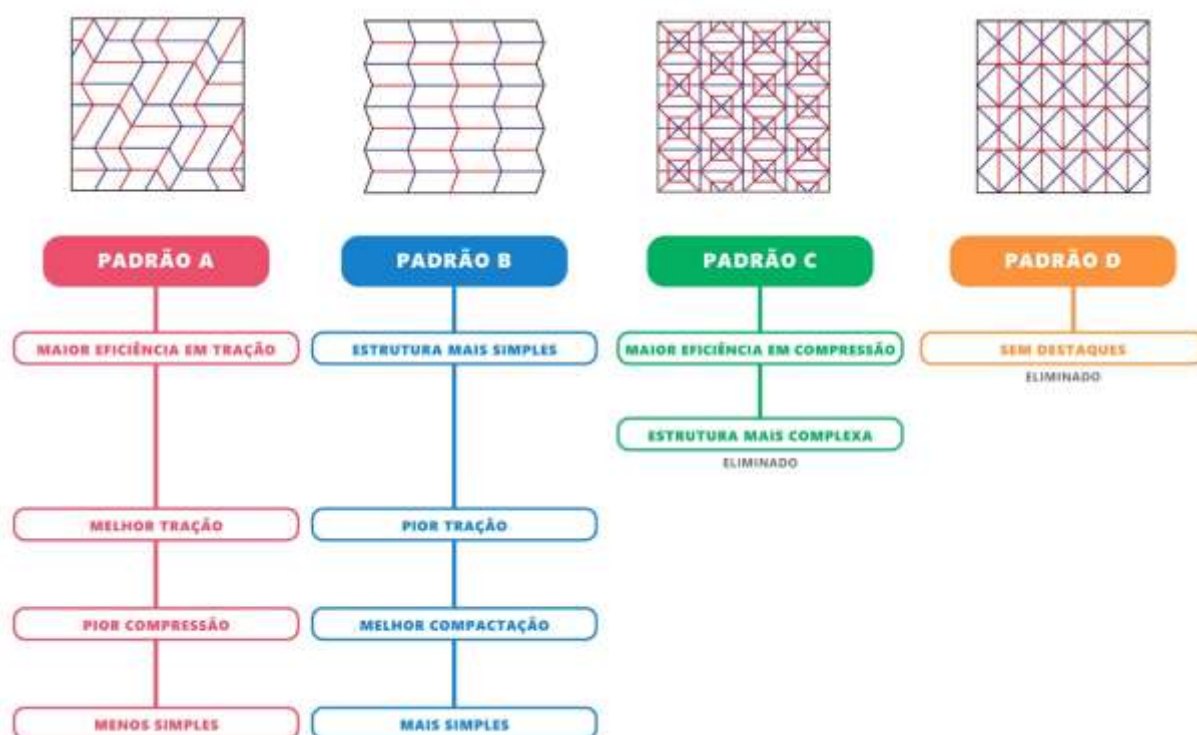 PADRÃO A
PADRÃO B
PADRÃO C
PADRÃO D
MAIOR EFICIÊNCIA EM TRAÇÃO
ESTRUTURA MAIS SIMPLES
MAIOR EFICIÊNCIA EM COMPRESSÃO
SEM DESTAQUES
ELIMINADO
ESTRUTURA MAIS COMPLEXA
ELIMINADO
MELHOR TRAÇÃO
PIOR TRAÇÃO
PIOR COMPRESSÃO
MELHOR COMPACTAÇÃO
MENOS SIMPLES
MAIS SIMPLES